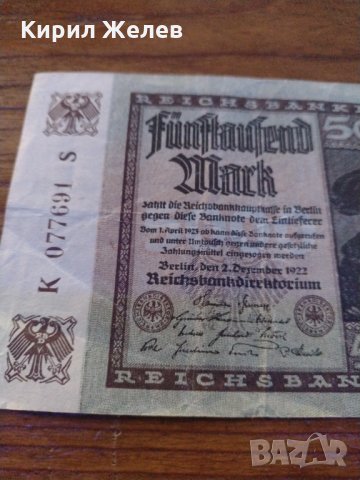 Кирил Желев
REICHSBANK
50
Fünftausend
Mark
zahlt die Reichsbankhauptkasse in Berlin
gegen diese Banknote dem Einlieferer
Vom 1. April 1923 ab kann diese Banknote aufgerufen
und unter Umtausch gegen andere gesetzliche
Zahlungsmittel eingezogen werden
Berlin, den 2. Dezember 1922
Reichsbankdirektorium
REICHSBAN
K 077691 S
BAZAR